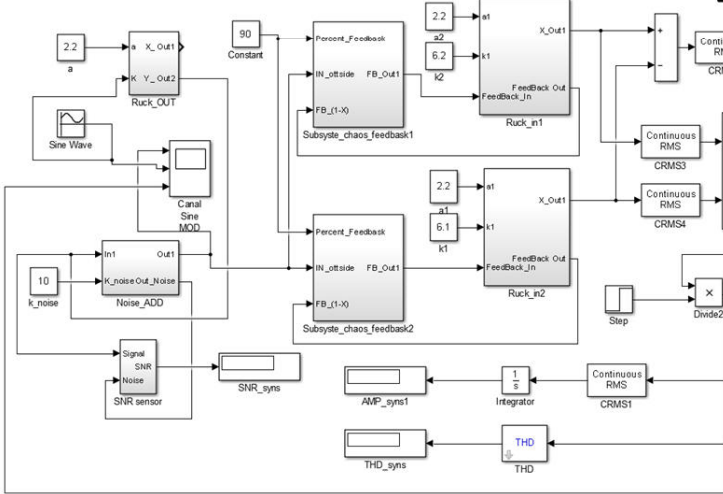 2.2
a
a
K
X_Out1
Y_Out2
Ruck_OUT
Sine Wave
Canal
Sine
MOD
90
Constant
Percent_Feedbask
IN_ottside
FB_(1-X)
FB_Out1
Subsyste_chaos_feedbask1
2.2
a2
6.2
k2
a1
k1
FeedBack_In
X_Out1
FeedBack Out
Ruck_in1
+
−
Continuous
RMS
CRMS3
Continuous
RMS
CRMS4
2.2
a1
6.1
k1
a1
k1
FeedBack_In
X_Out1
FeedBack Out
Ruck_in2
Percent_Feedbask
IN_ottside
FB_(1-X)
FB_Out1
Subsyste_chaos_feedbask2
10
k_noise
In1
K_noise
Out1
Out_Noise
Noise_ADD
Signal
SNR
Noise
SNR sensor
SNR_syns
Step
×
Divide2
AMP_syns1
1
s
Integrator
Continuous
RMS
CRMS1
THD_syns
THD
THD